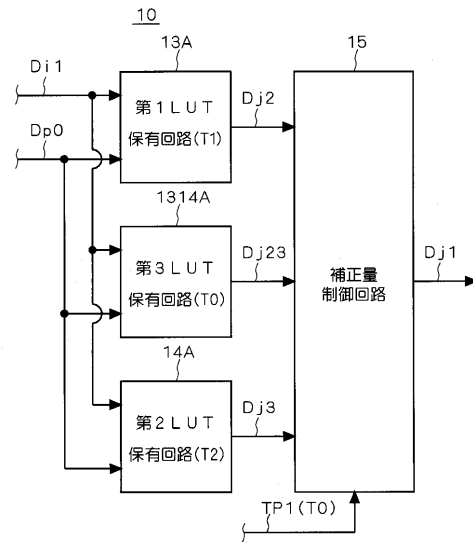 10
13A
15
Di1
第1LUT
保有回路(T1)
Dj2
Dp0
1314A
第3LUT
保有回路(T0)
Dj23
補正量
制御回路
Dj1
14A
第2LUT
保有回路(T2)
Dj3
TP1(T0)